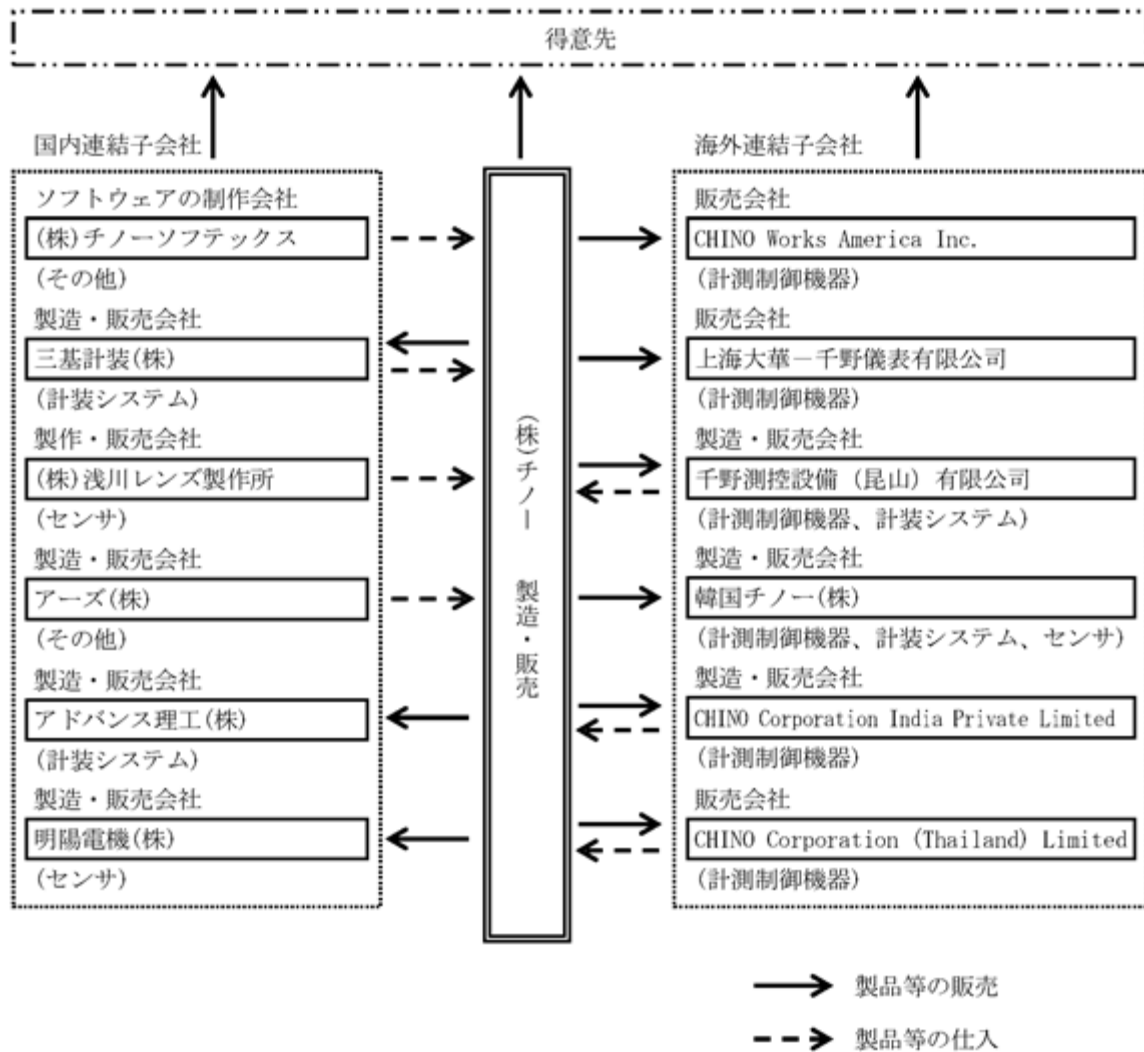 得意先
国内連結子会社
ソフトウェアの制作会社
(株)チノーソフテックス
(その他)
製造・販売会社
三基計装(株)
(計装システム)
製作・販売会社
(株)浅川レンズ製作所
(センサ)
製造・販売会社
アーズ(株)
(その他)
製造・販売会社
アドバンス理工(株)
(計装システム)
製造・販売会社
明陽電機(株)
(センサ)
(株)チノー 製造・販売
海外連結子会社
販売会社
CHINO Works America Inc.
(計測制御機器)
販売会社
上海大華－千野儀表有限公司
(計測制御機器)
製造・販売会社
千野測控設備（昆山）有限公司
(計測制御機器、計装システム)
製造・販売会社
韓国チノー(株)
(計測制御機器、計装システム、センサ)
製造・販売会社
CHINO Corporation India Private Limited
(計測制御機器)
販売会社
CHINO Corporation (Thailand) Limited
(計測制御機器)
製品等の販売
製品等の仕入